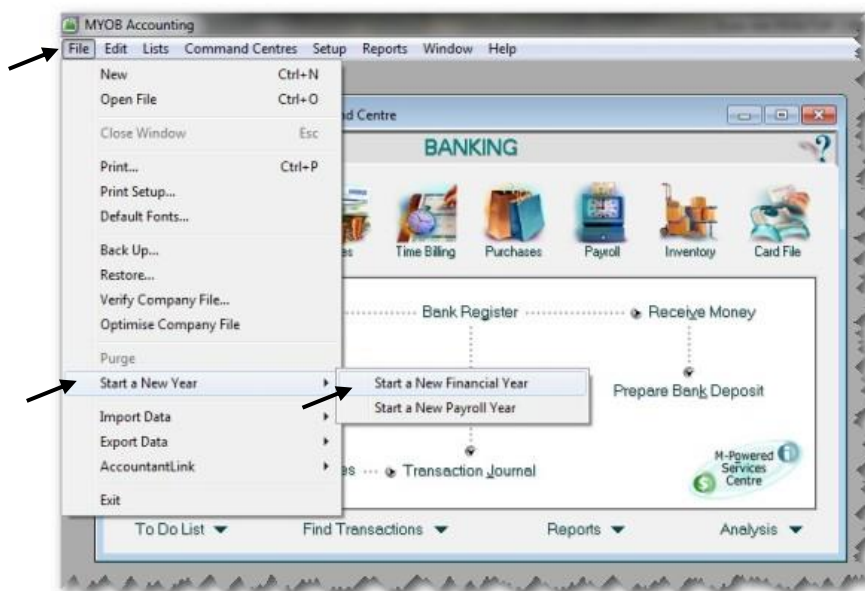 MYOB Accounting
File Edit Lists Command Centres Setup Reports Window Help
New Ctrl+N
Open File Ctrl+O
Close Window Esc
Print... Ctrl+P
Print Setup...
Default Fonts...
Back Up...
Restore...
Verify Company File...
Optimise Company File
Purge
Start a New Year
Import Data
Export Data
AccountantLink
Exit
Start a New Financial Year
Start a New Payroll Year
Centre
BANKING
Time Billing Purchases Payroll Inventory Card File
Bank Register Receive Money
Prepare Bank Deposit
Transaction Journal
M-Powered
Services
Centre
To Do List Find Transactions Reports Analysis